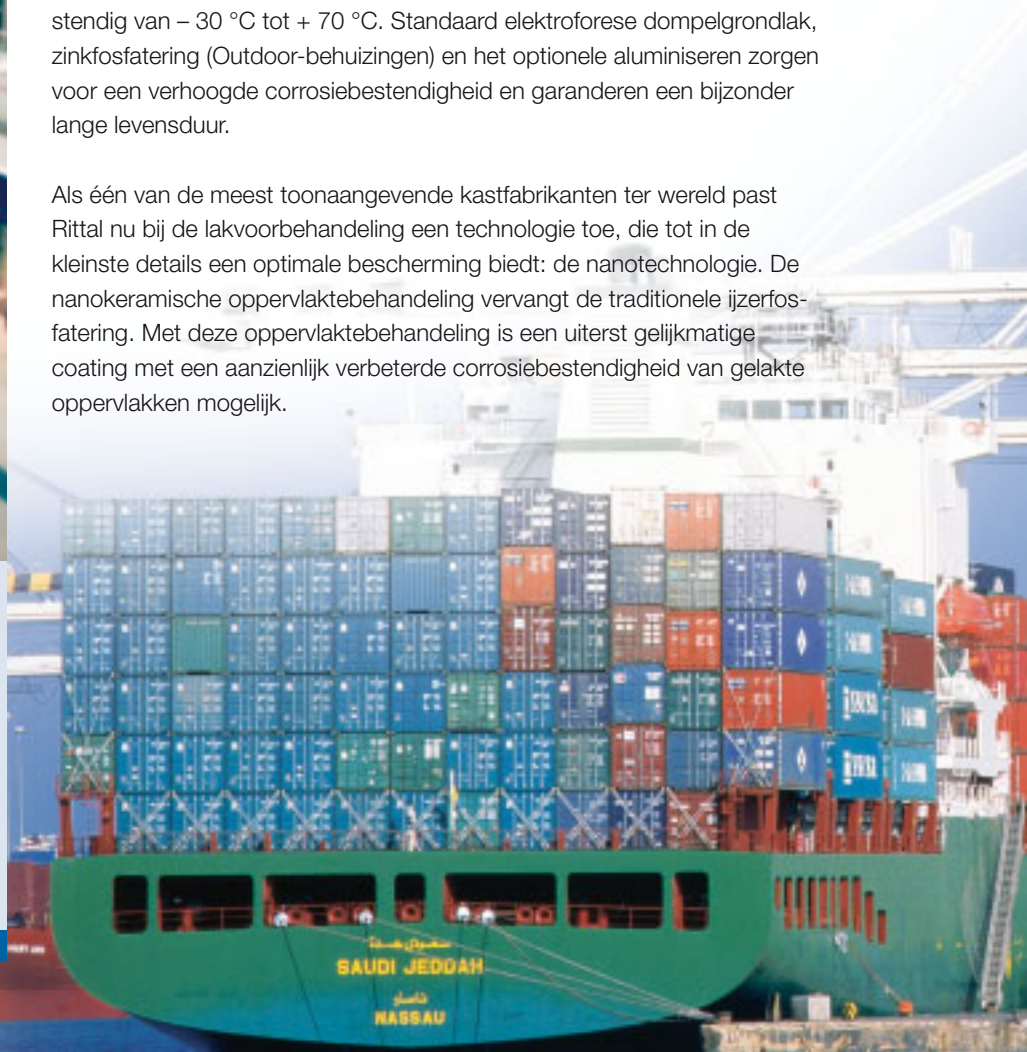 stendig van – 30 °C tot + 70 °C. Standaard elektroforese dompelgrondlak,
zinkfosfatering (Outdoor-behuizingen) en het optionele aluminiseren zorgen
voor een verhoogde corrosiebestendigheid en garanderen een bijzonder
lange levensduur.
Als één van de meest toonaangevende kastfabrikanten ter wereld past
Rittal nu bij de lakvoorbehandeling een technologie toe, die tot in de
kleinste details een optimale bescherming biedt: de nanotechnologie. De
nanokeramische oppervlaktebehandeling vervangt de traditionele ijzerfos-
fatering. Met deze oppervlaktebehandeling is een uiterst gelijkmatige
coating met een aanzienlijk verbeterde corrosiebestendigheid van gelakte
oppervlakken mogelijk.
SAUDI JEDDAH
ناساو
NASSAU